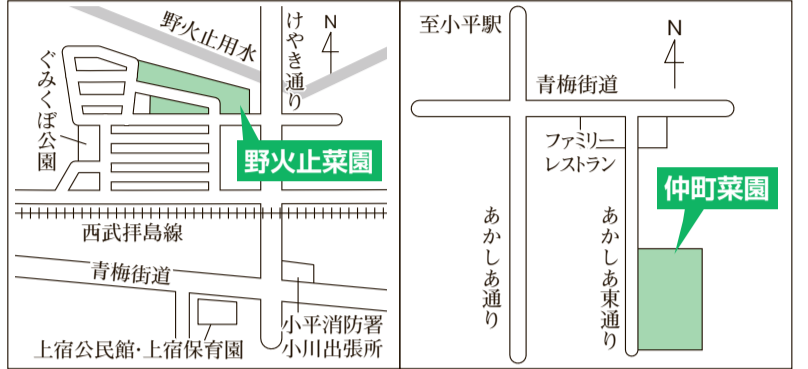 野火止用水
けやき通り
N
ぐみくぼ公園
野火止菜園
西武拝島線
青梅街道
小平消防署
小川出張所
上宿公民館・上宿保育園
至小平駅
N
青梅街道
ファミリー
レストラン
仲町菜園
あかしあ通り
あかしあ東通り